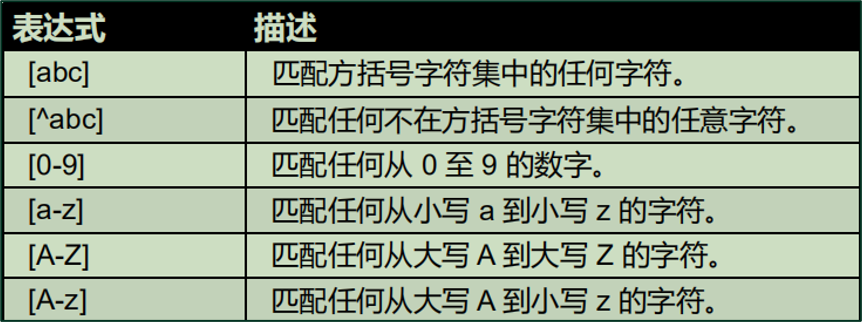 表达式 描述
[abc] 匹配方括号字符集中的任何字符。
[^abc] 匹配任何不在方括号字符集中的任意字符。
[0-9] 匹配任何从 0 至 9 的数字。
[a-z] 匹配任何从小写 a 到小写 z 的字符。
[A-Z] 匹配任何从大写 A 到大写 Z 的字符。
[A-z] 匹配任何从大写 A 到小写 z 的字符。